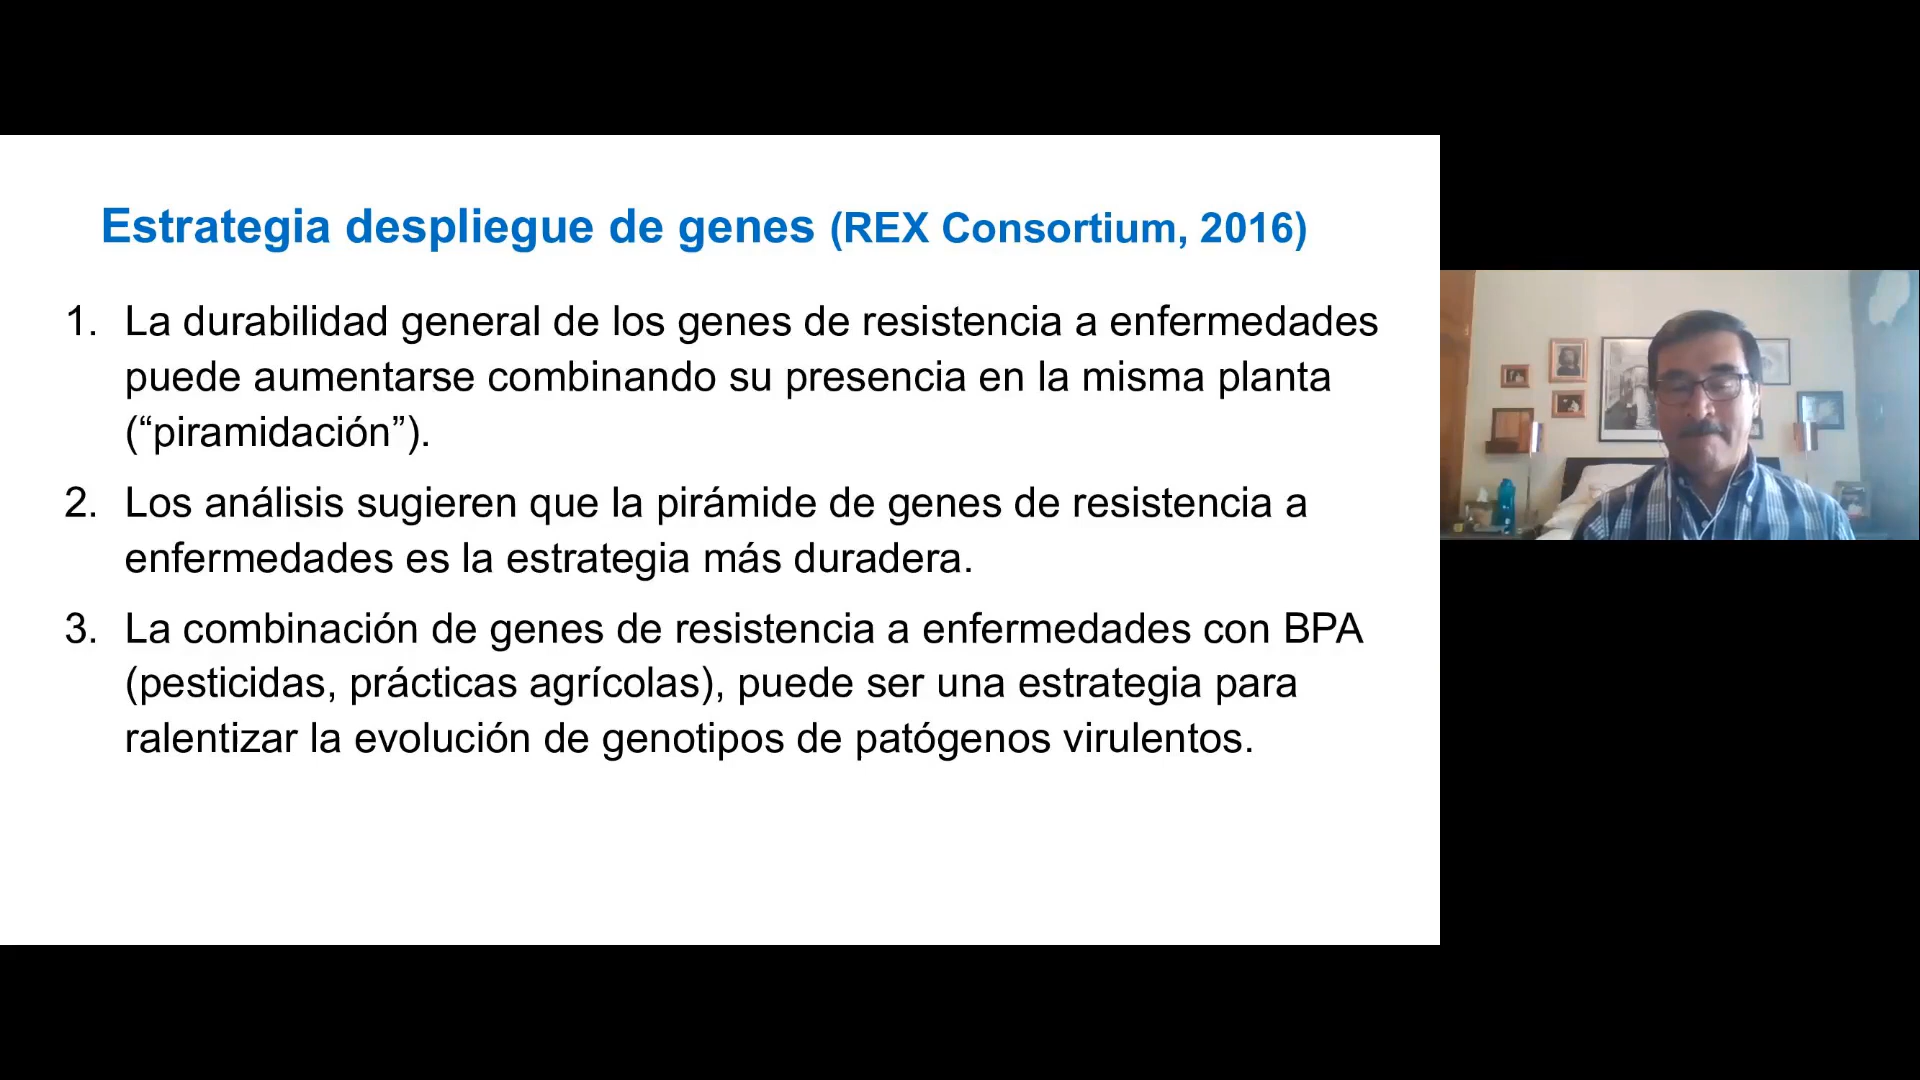 Estrategia despliegue de genes (REX Consortium, 2016)
1. La durabilidad general de los genes de resistencia a enfermedades
puede aumentarse combinando su presencia en la misma planta
(“piramidación”).
2. Los análisis sugieren que la pirámide de genes de resistencia a
enfermedades es la estrategia más duradera.
3. La combinación de genes de resistencia a enfermedades con BPA
(pesticidas, prácticas agrícolas), puede ser una estrategia para
ralentizar la evolución de genotipos de patógenos virulentos.